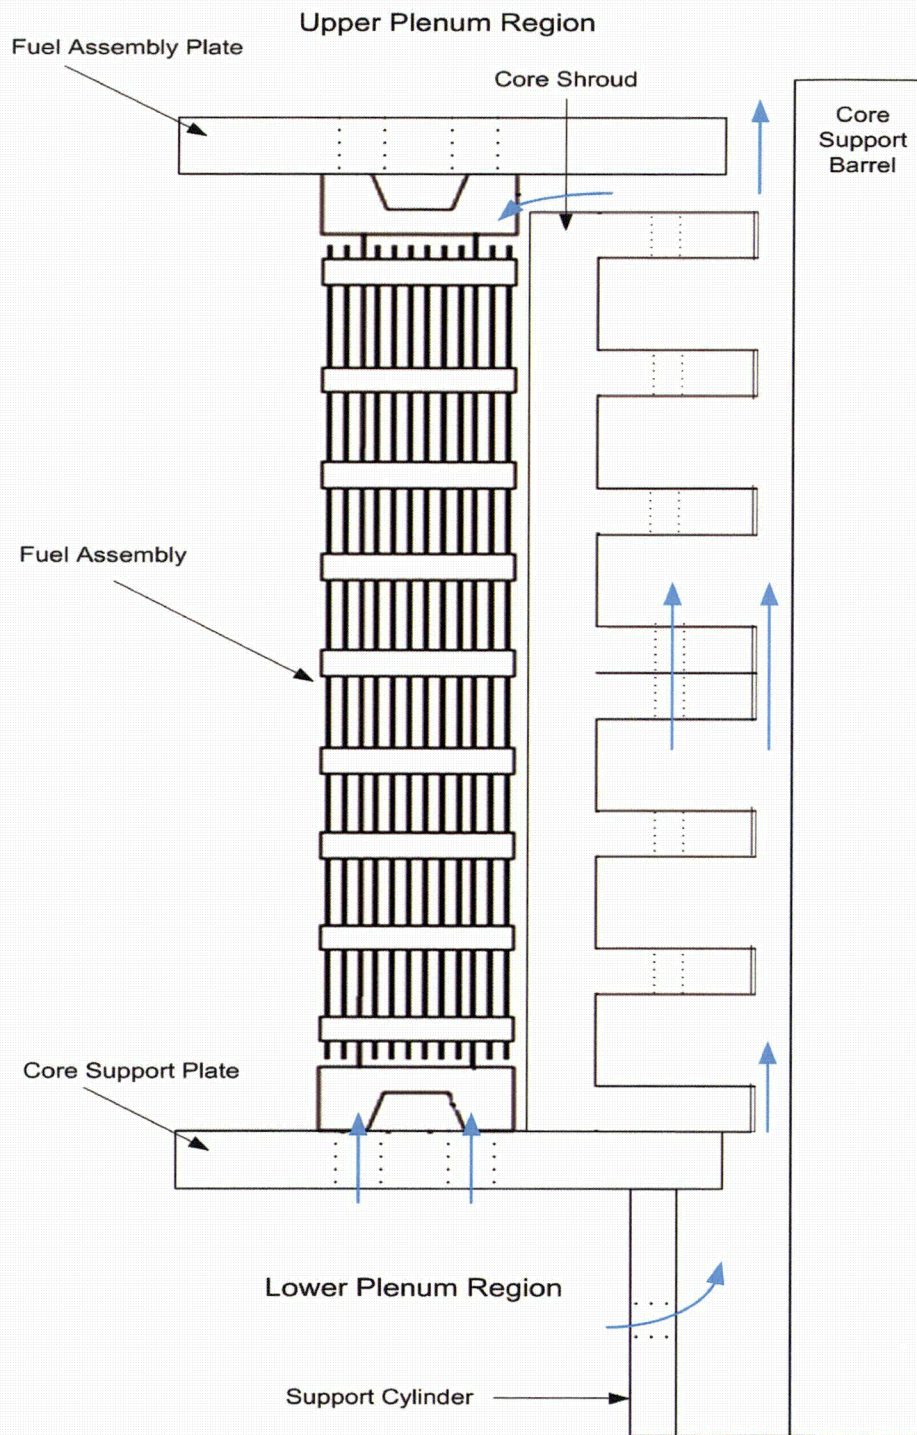 Upper Plenum Region
Fuel Assembly Plate
Core Shroud
Core
Support
Barrel
Fuel Assembly
Core Support Plate
Lower Plenum Region
Support Cylinder